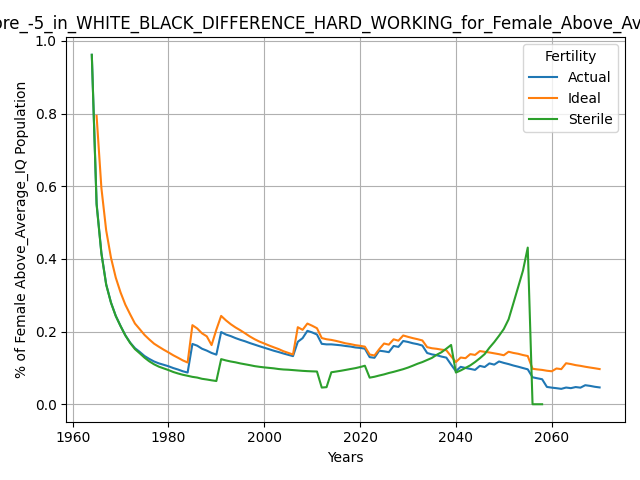 ore_-5_in_WHITE_BLACK_DIFFERENCE_HARD_WORKING_for_Female_Above_Av
1.0
0.8
0.6
0.4
0.2
0.0
% of Female Above_Average_IQ Population
Fertility
Actual
Ideal
Sterile
1960
1980
2000
2020
2040
2060
Years